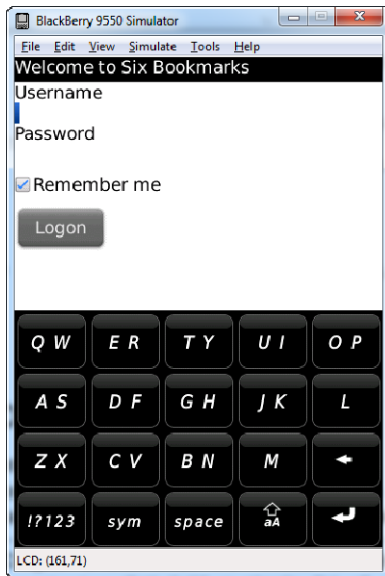 BlackBerry 9550 Simulator
File Edit View Simulate Tools Help
Welcome to Six Bookmarks
Username
Password
Remember me
Logon
Q W E R T Y U I O P
A S D F G H J K L
Z X C V B N M
!?123 sym space aA
LCD: (161,71)